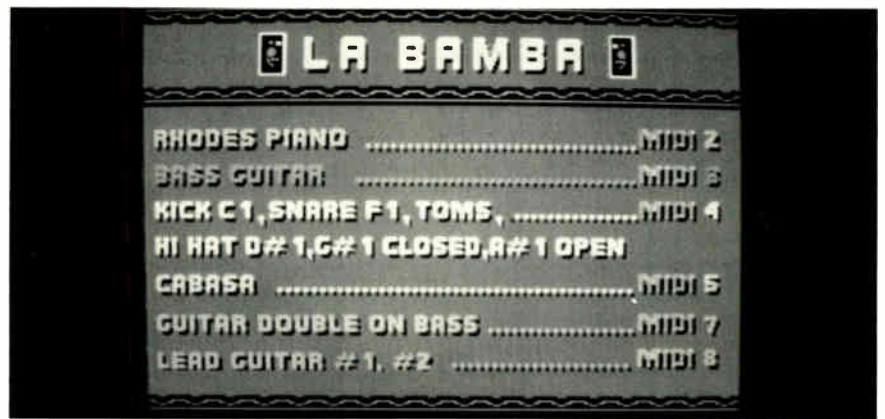 LA BAMBA
RHODES PIANO ..................................MIDI 2
BASS GUITAR ...................................MIDI 3
KICK C1,SNARE F1, TOMS, ...............MIDI 4
HI HAT D# 1,G# 1 CLOSED,A# 1 OPEN
CABASA .............................................MIDI 5
GUITAR DOUBLE ON BASS ..................MIDI 7
LEAD GUITAR #1, #2 .......................MIDI 8